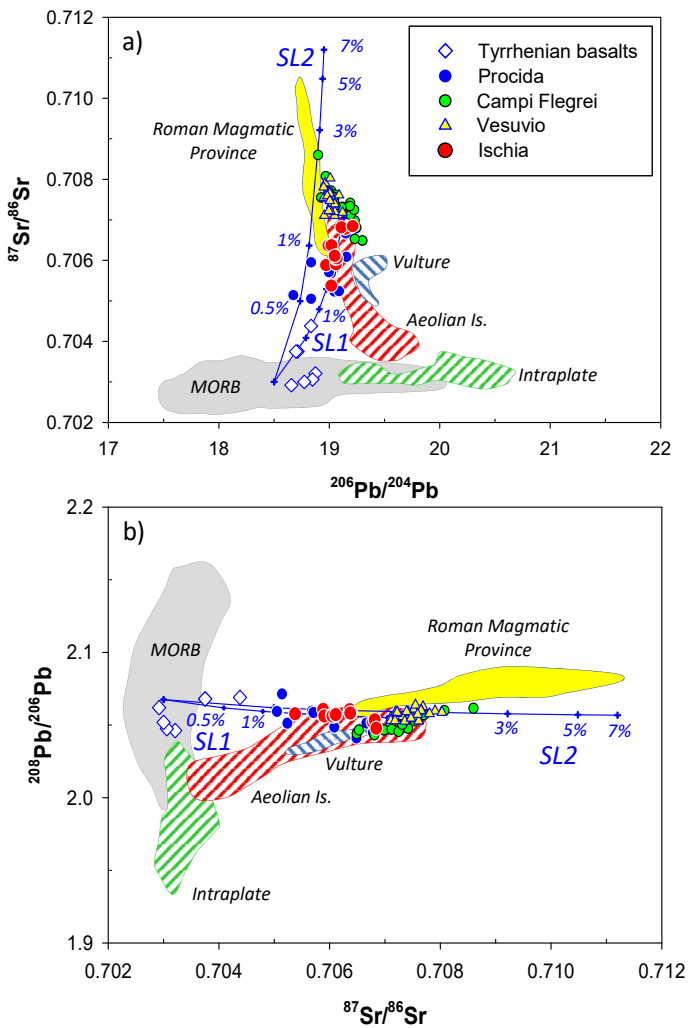 a)
0.712
0.710
0.708
0.706
0.704
0.702
87Sr/86Sr
SL2
7%
5%
3%
1%
0.5%
1%
SL1
Roman Magmatic
Province
Tyrrhenian basalts
Procida
Campi Flegrei
Vesuvio
Ischia
Vulture
Aeolian Is.
MORB
Intraplate
17 18 19 20 21 22
206Pb/204Pb
b)
2.2
2.1
2.0
1.9
208Pb/206Pb
MORB
Roman Magmatic
Province
0.5%
1%
SL1
3%
5%
7%
SL2
Vulture
Aeolian Is.
Intraplate
0.702 0.704 0.706 0.708 0.710 0.712
87Sr/86Sr